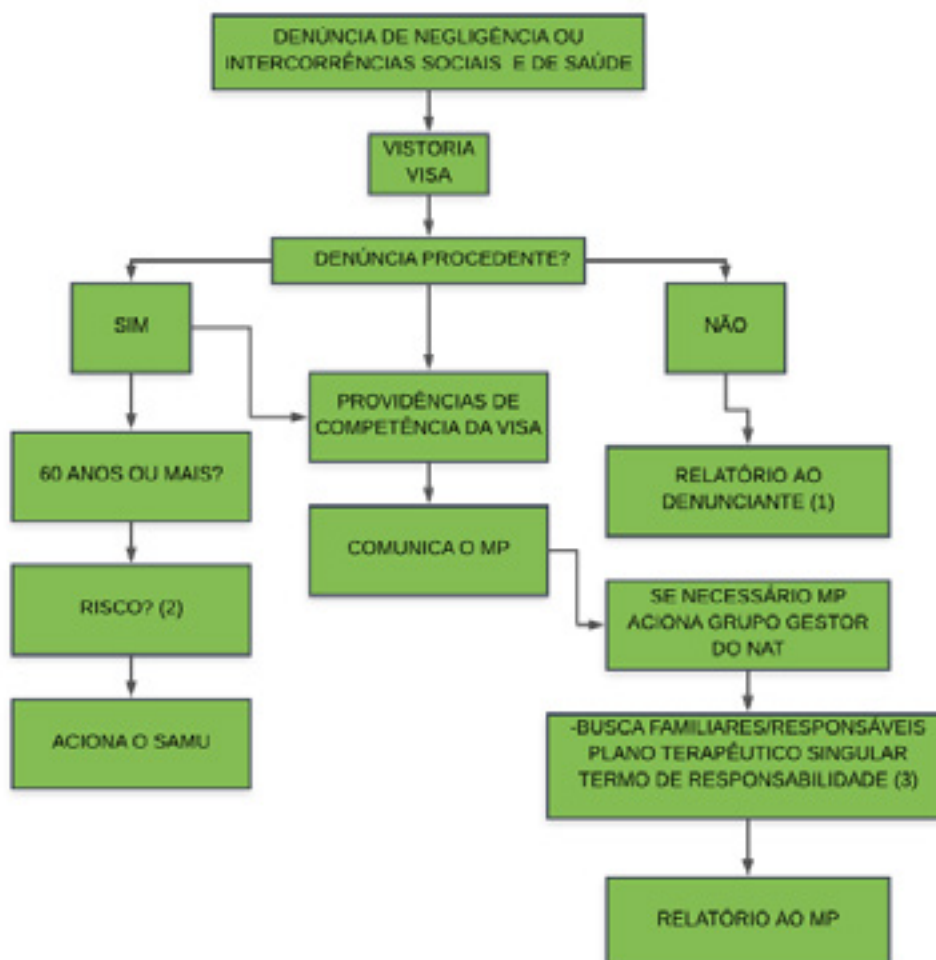 DENÚNCIA DE NEGLIGÊNCIA OU
INTERCORRÊNCIAS SOCIAIS E DE SAÚDE
VISTORIA
VISA
DENÚNCIA PROCEDENTE?
SIM
NÃO
PROVIDÊNCIAS DE
COMPETÊNCIA DA VISA
60 ANOS OU MAIS?
RELATÓRIO AO
DENUNCIANTE (1)
COMUNICA O MP
RISCO? (2)
SE NECESSÁRIO MP
ACIONA GRUPO GESTOR
DO NAT
ACIONA O SAMU
-BUSCA FAMILIARES/RESPONSÁVEIS
PLANO TERAPÊUTICO SINGULAR
TERMO DE RESPONSABILIDADE (3)
RELATÓRIO AO MP